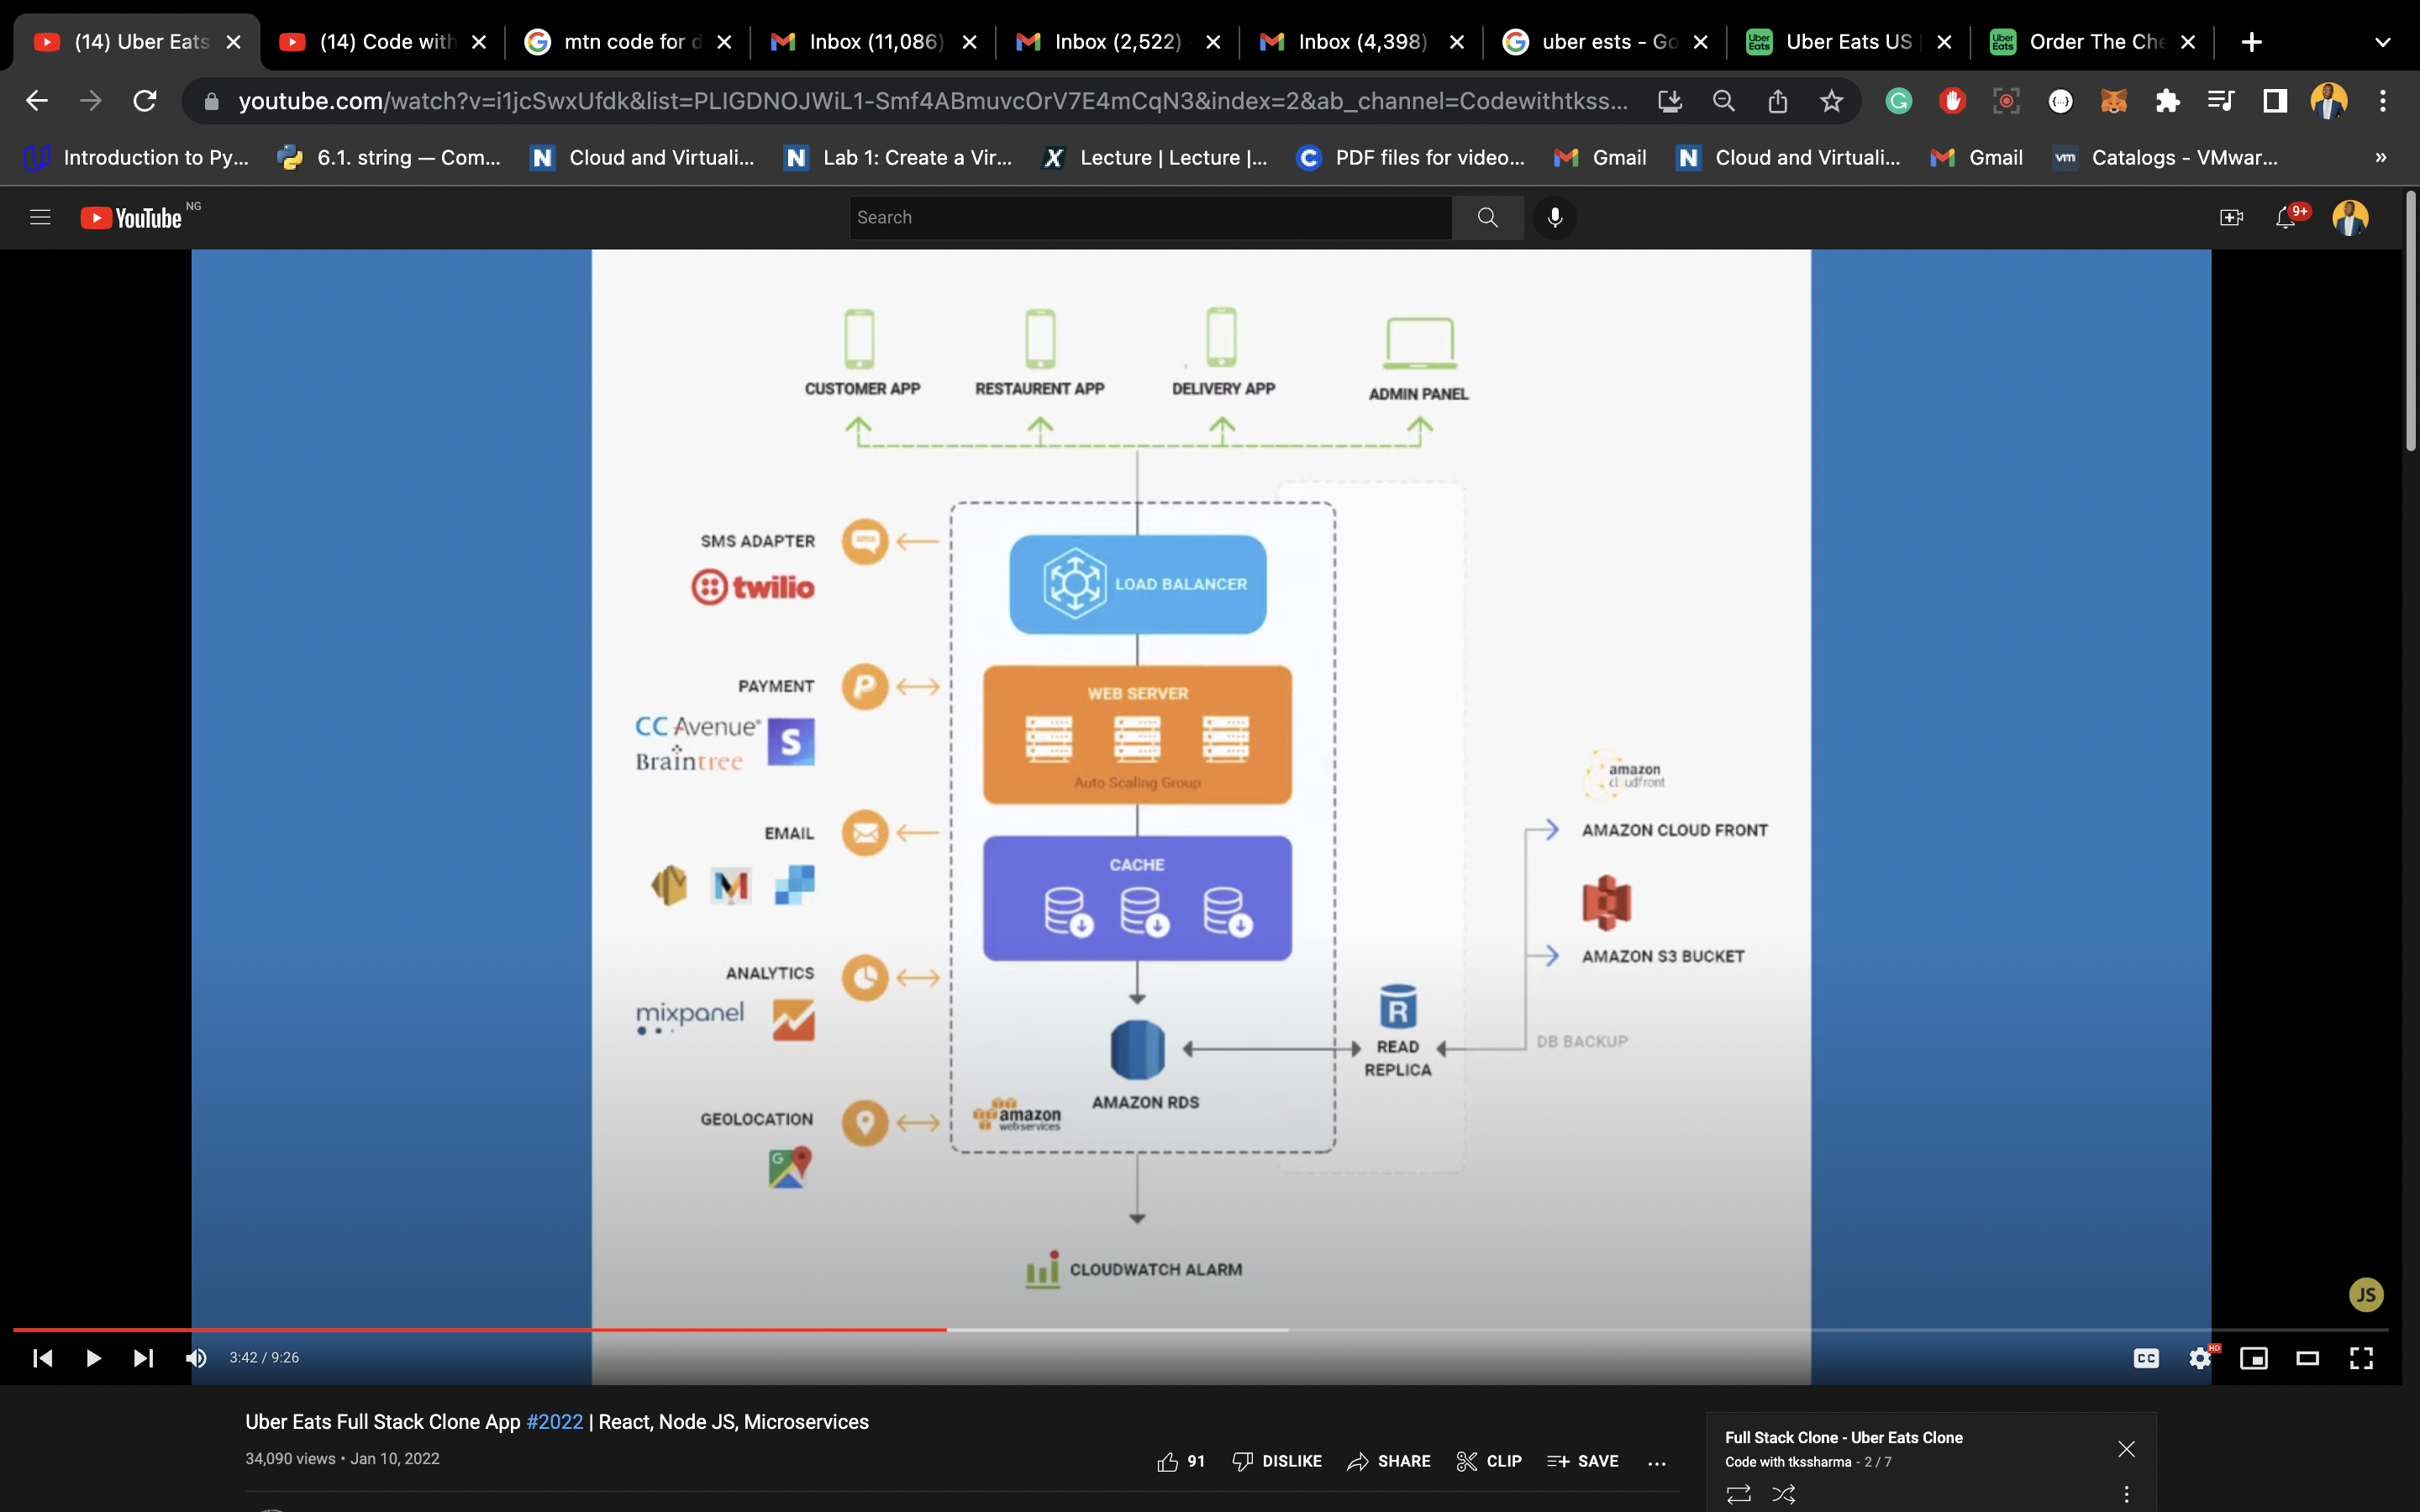 (14) Uber Eats
(14) Code with
mtn code for d
Inbox (11,086)
Inbox (2,522)
Inbox (4,398)
uber ests - Go
Uber Eats US
Order The Che
youtube.com/watch?v=i1jcSwxUfdk&list=PLIGDNOJWiL1-Smf4ABmuvcOrV7E4mCqN3&index=2&ab_channel=Codewithtkss...
Introduction to Py...
6.1. string — Com...
Cloud and Virtuali...
Lab 1: Create a Vir...
Lecture | Lecture |...
PDF files for video...
Gmail
Cloud and Virtuali...
Gmail
vm
Catalogs - VMwar...
»
YouTube NG
Search
9+
CUSTOMER APP
RESTAURENT APP
DELIVERY APP
ADMIN PANEL
SMS ADAPTER
twilio
LOAD BALANCER
PAYMENT
CCAvenue
Braintree
S
WEB SERVER
Auto Scaling Group
EMAIL
CACHE
amazon
cloudfront
AMAZON CLOUD FRONT
AMAZON S3 BUCKET
ANALYTICS
mixpanel
R
READ
REPLICA
DB BACKUP
AMAZON RDS
amazon
webservices
GEOLOCATION
G
CLOUDWATCH ALARM
JS
3:42 / 9:26
CC
HD
Uber Eats Full Stack Clone App #2022 | React, Node JS, Microservices
34,090 views • Jan 10, 2022
91
DISLIKE
SHARE
CLIP
SAVE
...
Full Stack Clone - Uber Eats Clone
Code with tkssharma - 2 / 7